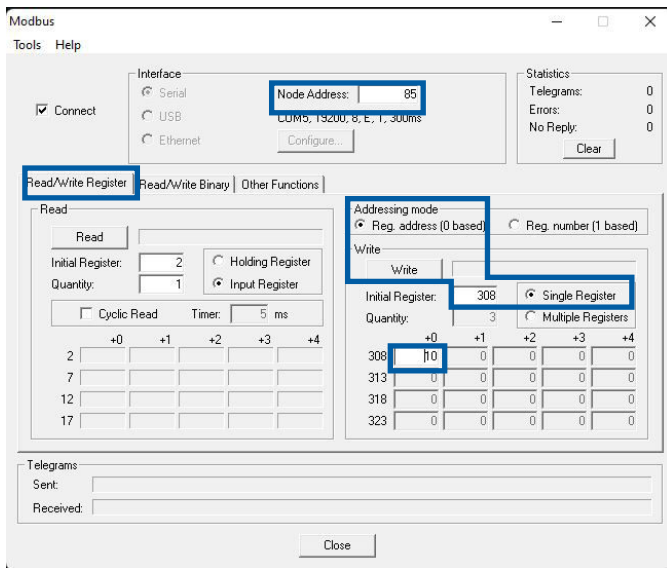 Modbus
Tools Help
Connect
Interface
Serial
USB
Ethernet
Node Address: 85
COM5, 19200, 8, E, 1, 300ms
Configure...
Statistics
Telegrams: 0
Errors: 0
No Reply: 0
Clear
Read/Write Register Read/Write Binary Other Functions
Read
Read
Initial Register: 2
Quantity: 1
Holding Register
Input Register
Cyclic Read Timer: 5 ms
+0 +1 +2 +3 +4
2
7
12
17
Addressing mode
Reg. address (0 based) Reg. number (1 based)
Write
Write
Initial Register: 308
Quantity: 3
Single Register
Multiple Registers
+0 +1 +2 +3 +4
308 10 0 0 0 0
313 0 0 0 0 0
318 0 0 0 0 0
323 0 0 0 0 0
Telegrams
Sent:
Received:
Close